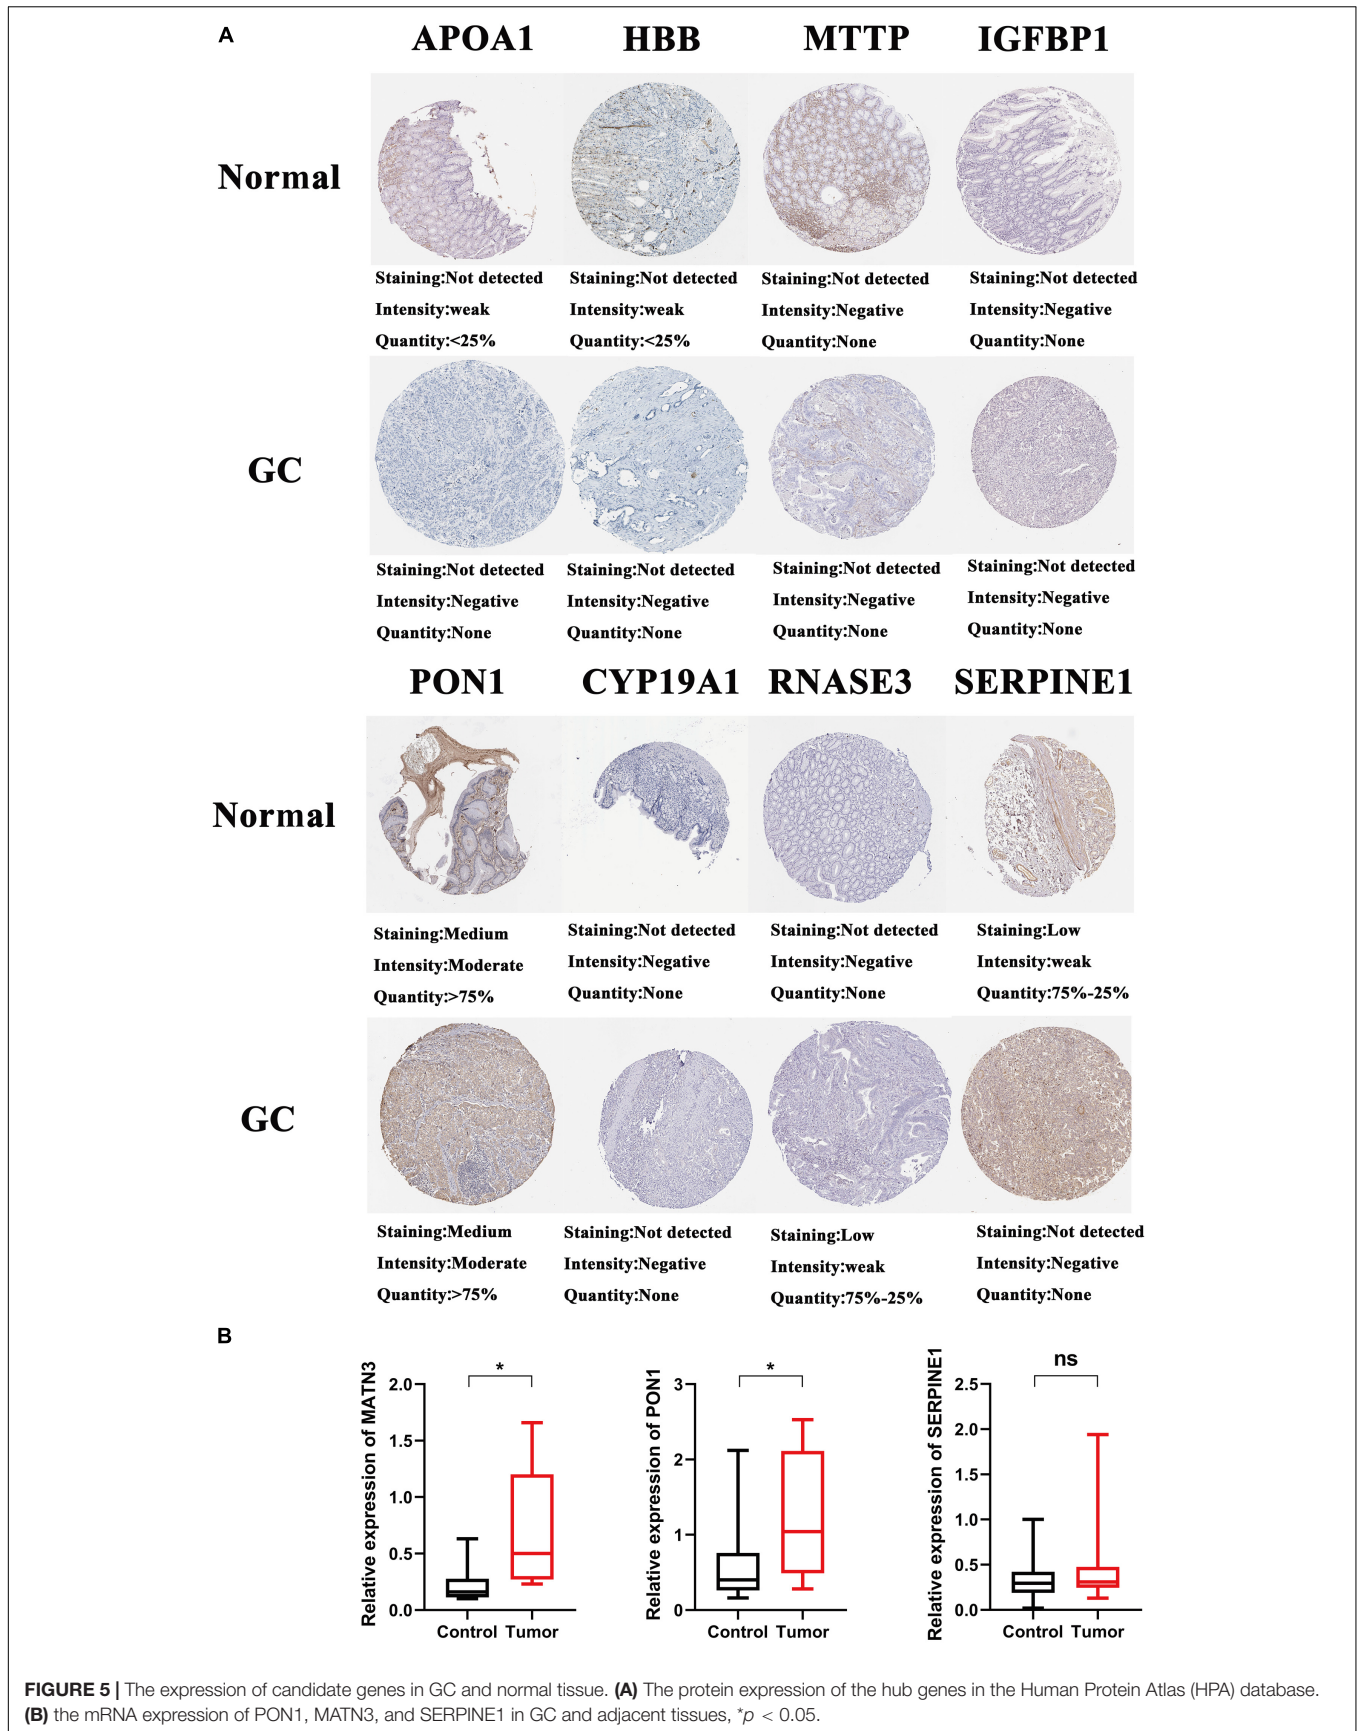 A
APOA1 HBB MTTP IGFBP1
Normal
Staining:Not detected Staining:Not detected Staining:Not detected Staining:Not detected
Intensity:weak Intensity:weak Intensity:Negative Intensity:Negative
Quantity:<25% Quantity:<25% Quantity:None Quantity:None
GC
Staining:Not detected Staining:Not detected Staining:Not detected Staining:Not detected
Intensity:Negative Intensity:Negative Intensity:Negative Intensity:Negative
Quantity:None Quantity:None Quantity:None Quantity:None
PON1 CYP19A1 RNASE3 SERPINE1
Normal
Staining:Medium Staining:Not detected Staining:Not detected Staining:Low
Intensity:Moderate Intensity:Negative Intensity:Negative Intensity:weak
Quantity:>75% Quantity:None Quantity:None Quantity:75%-25%
GC
Staining:Medium Staining:Not detected Staining:Low Staining:Not detected
Intensity:Moderate Intensity:Negative Intensity:weak Intensity:Negative
Quantity:>75% Quantity:None Quantity:75%-25% Quantity:None
B
Relative expression of MATN3
2.0
1.5
1.0
0.5
0.0
*
Control Tumor
Relative expression of PON1
3
2
1
0
*
Control Tumor
Relative expression of SERPINE1
2.5
2.0
1.5
1.0
0.5
0.0
ns
Control Tumor
FIGURE 5 | The expression of candidate genes in GC and normal tissue. (A) The protein expression of the hub genes in the Human Protein Atlas (HPA) database.
(B) the mRNA expression of PON1, MATN3, and SERPINE1 in GC and adjacent tissues, *p < 0.05.